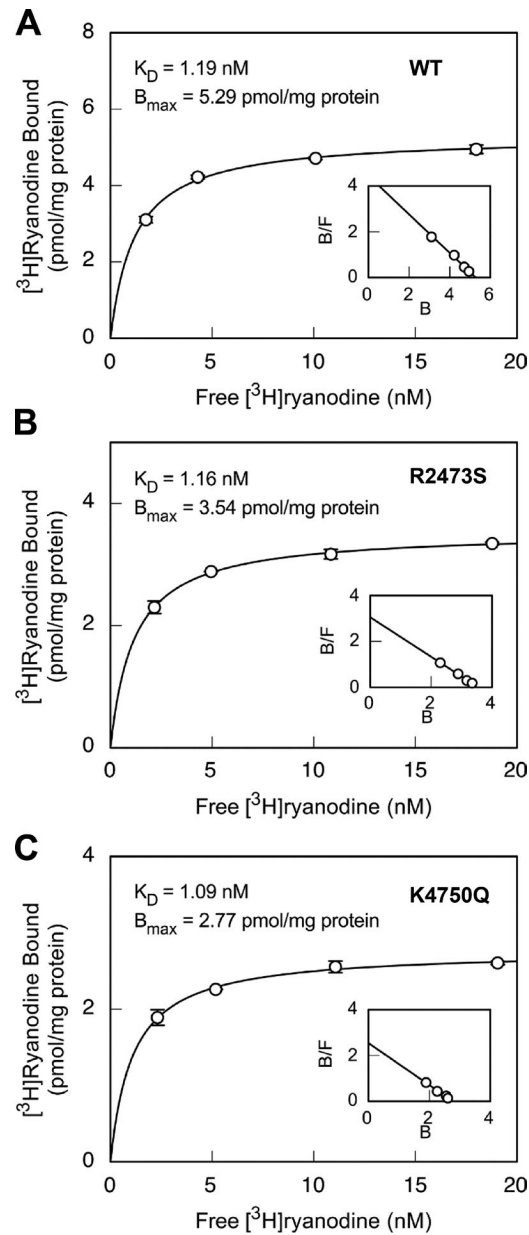 A
8
K_D = 1.19 nM
WT
B_max = 5.29 pmol/mg protein
6
[³H]Ryanodine Bound
(pmol/mg protein)
4
2
0
4
2
0
B/F
0 2 4 6
B
0 5 10 15 20
Free [³H]ryanodine (nM)
B
K_D = 1.16 nM
R2473S
B_max = 3.54 pmol/mg protein
[³H]Ryanodine Bound
(pmol/mg protein)
4
2
0
4
2
0
B/F
0 2 4
B
0 5 10 15 20
Free [³H]ryanodine (nM)
C
4
K_D = 1.09 nM
K4750Q
B_max = 2.77 pmol/mg protein
[³H]Ryanodine Bound
(pmol/mg protein)
2
0
4
2
0
B/F
0 2 4
B
0 5 10 15 20
Free [³H]ryanodine (nM)